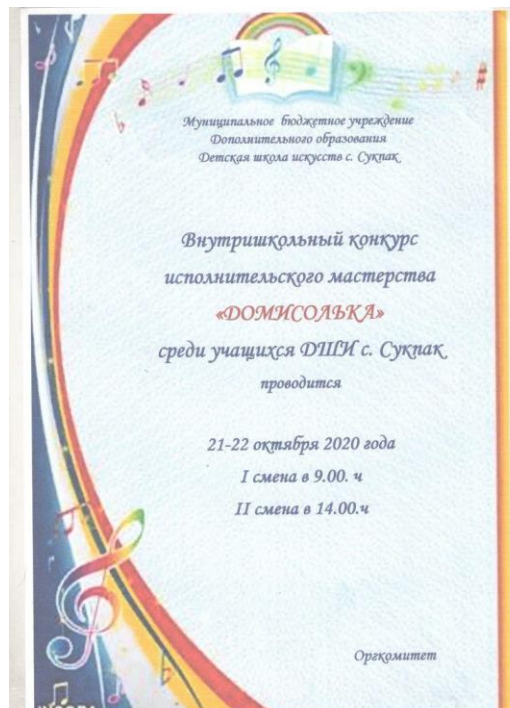 Муниципальное бюджетное учреждение
Дополнительного образования
Детская школа искусств с. Сукпак
Внутришкольный конкурс
исполнительского мастерства
«ДОМИСОЛЬКА»
среди учащихся ДШИ с. Сукпак
проводится
21-22 октября 2020 года
I смена в 9.00. ч
II смена в 14.00.ч
Оргкомитет